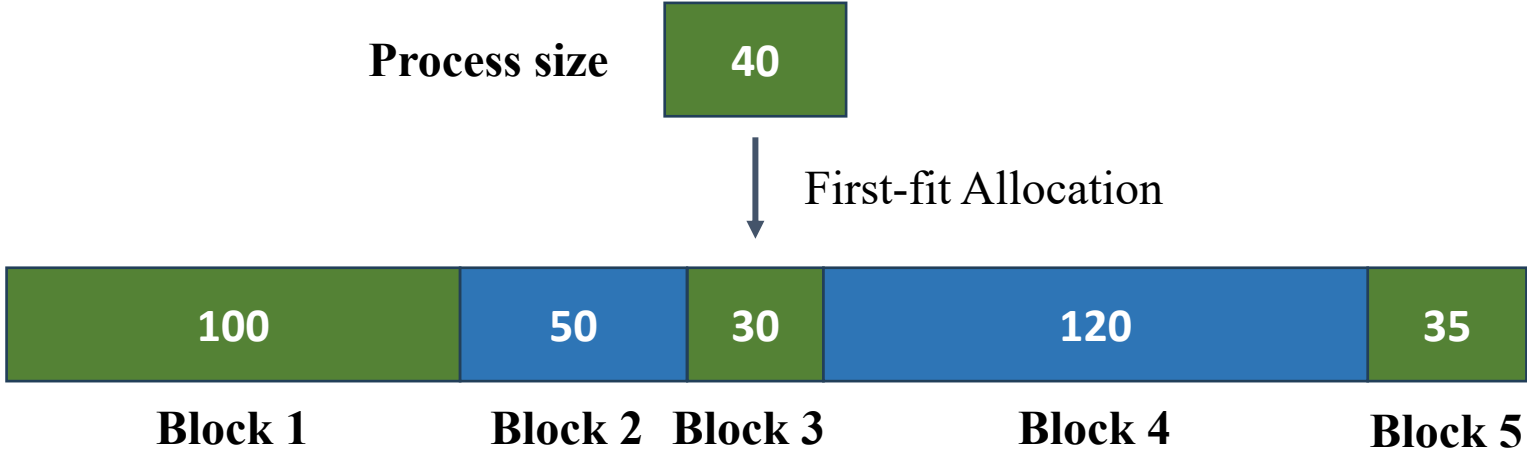 Process size 40
First-fit Allocation
100 50 30 120 35
Block 1 Block 2 Block 3 Block 4 Block 5